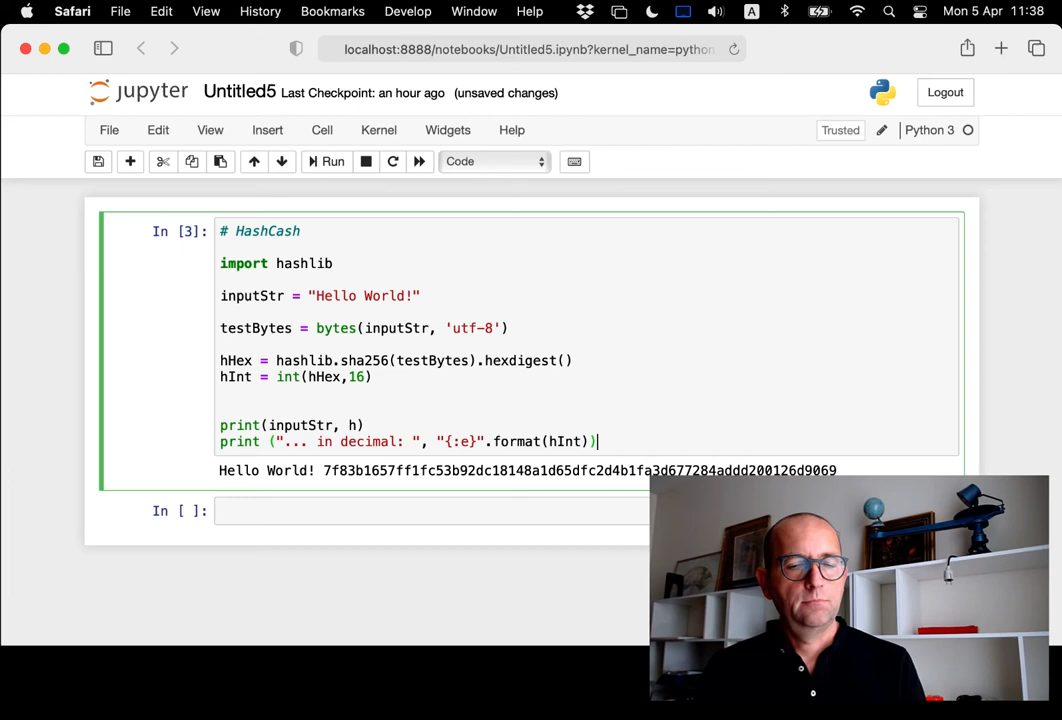 Safari File Edit View History Bookmarks Develop Window Help A Mon 5 Apr 11:38
localhost:8888/notebooks/Untitled5.ipynb?kernel_name=python
jupyter Untitled5 Last Checkpoint: an hour ago (unsaved changes) Logout
File Edit View Insert Cell Kernel Widgets Help Trusted Python 3
Run Code
In [3]: # HashCash
import hashlib
inputStr = "Hello World!"
testBytes = bytes(inputStr, 'utf-8')
hHex = hashlib.sha256(testBytes).hexdigest()
hInt = int(hHex,16)
print(inputStr, h)
print ("... in decimal: ", "{:e}".format(hInt))
Hello World! 7f83b1657ff1fc53b92dc18148a1d65dfc2d4b1fa3d677284addd200126d9069
In [ ]: